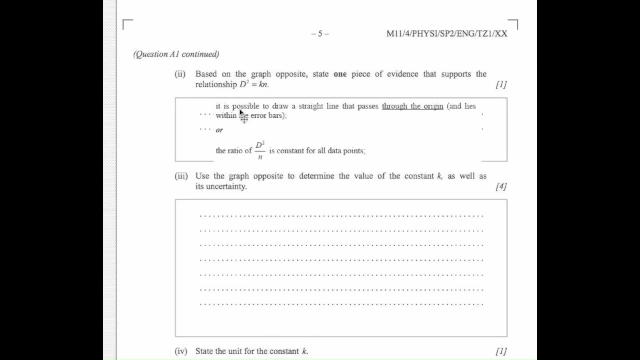 – 5 –
M11/4/PHYSI/SP2/ENG/TZ1/XX
(Question A1 continued)
(ii) Based on the graph opposite, state one piece of evidence that supports the
relationship D² = kn.
[1]
it is possible to draw a straight line that passes through the origin (and lies
within the error bars);
or
the ratio of D²/n is constant for all data points;
(iii) Use the graph opposite to determine the value of the constant k, as well as
its uncertainty.
[4]
(iv) State the unit for the constant k.
[1]